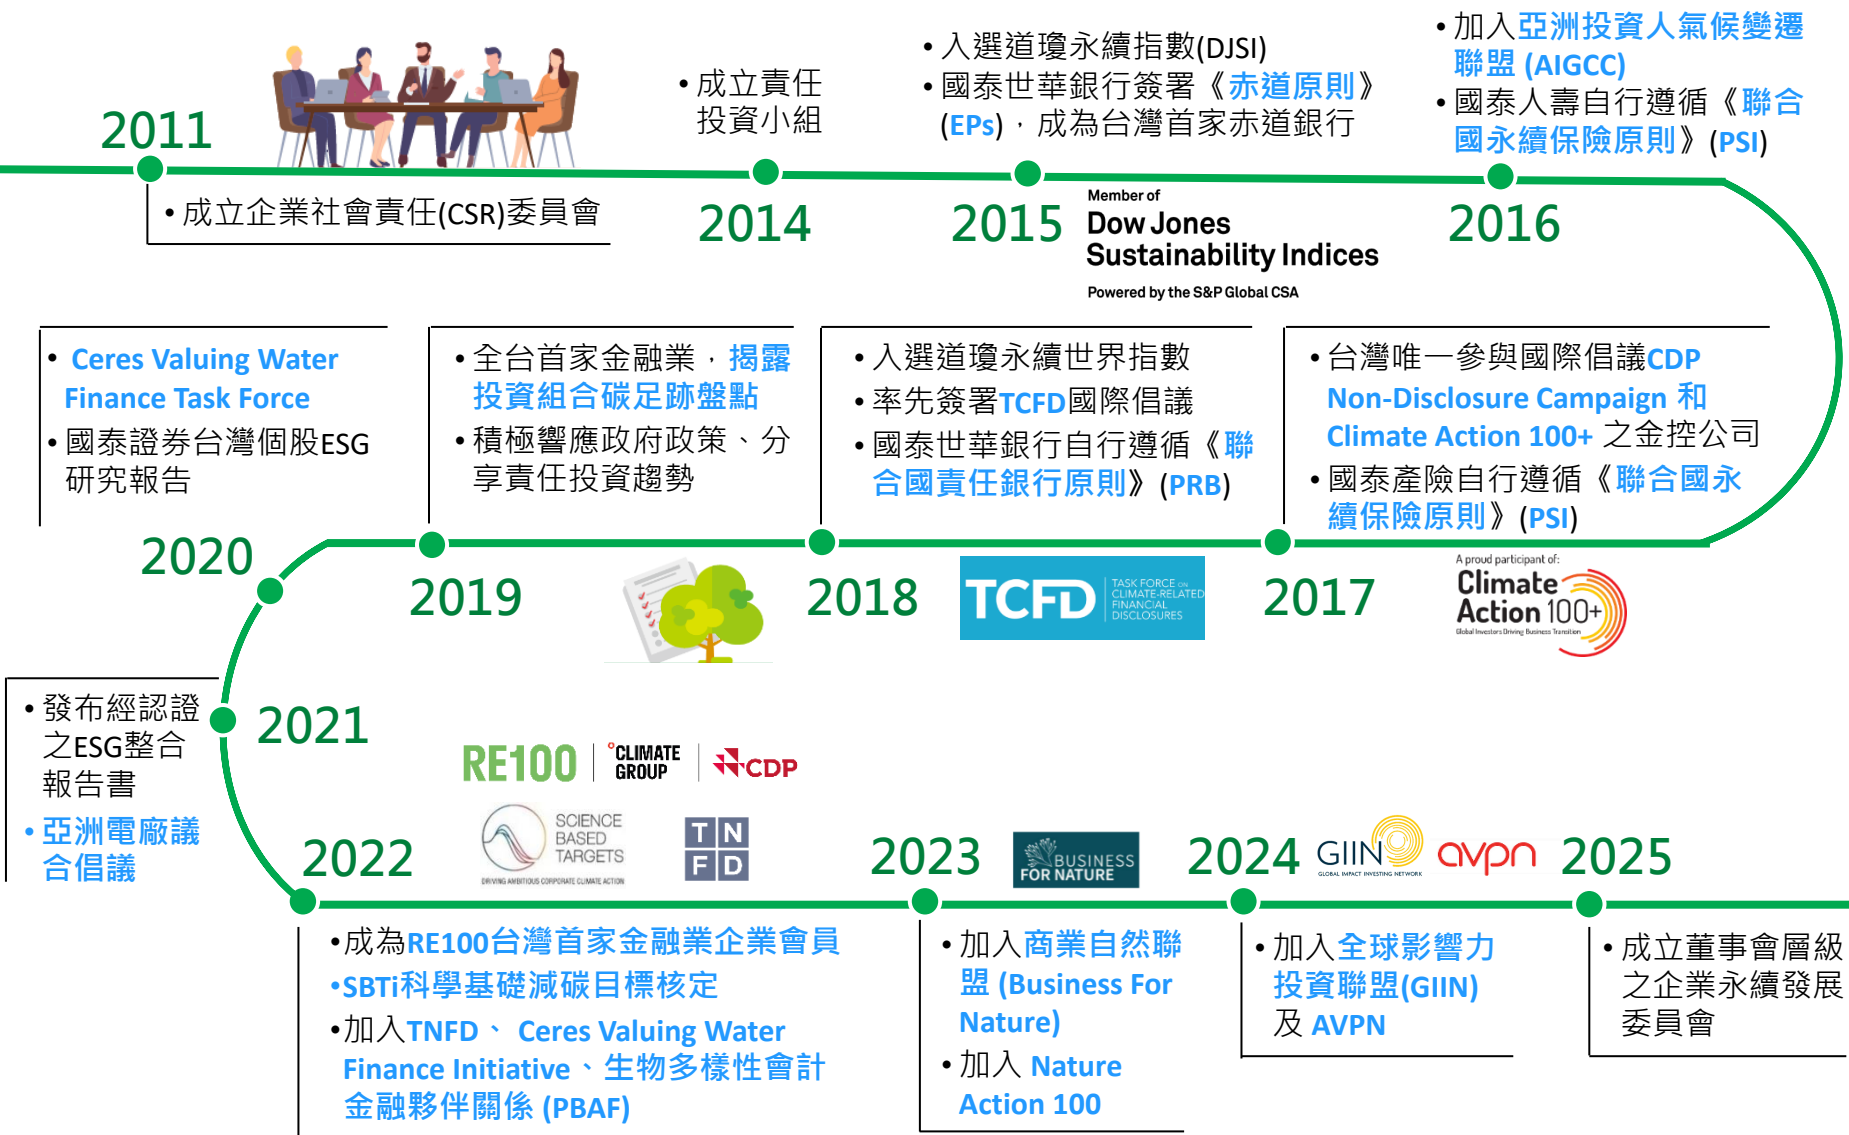 2011
• 成立企業社會責任(CSR)委員會
• 成立責任
投資小組
2014
• 入選道瓊永續指數(DJSI)
• 國泰世華銀行簽署《赤道原則》
(EPs)，成為台灣首家赤道銀行
2015
Member of
Dow Jones
Sustainability Indices
Powered by the S&P Global CSA
• 加入亞洲投資人氣候變遷
聯盟 (AIGCC)
• 國泰人壽自行遵循《聯合
國永續保險原則》(PSI)
2016
• 台灣唯一參與國際倡議CDP
Non-Disclosure Campaign 和
Climate Action 100+ 之金控公司
• 國泰產險自行遵循《聯合國永
續保險原則》(PSI)
2017
A proud participant of:
Climate
Action 100+
Global Investors Driving Business Transition
• 入選道瓊永續世界指數
• 率先簽署TCFD國際倡議
• 國泰世華銀行自行遵循《聯
合國責任銀行原則》(PRB)
2018
TCFD
TASK FORCE ON
CLIMATE-RELATED
FINANCIAL
DISCLOSURES
• 全台首家金融業，揭露
投資組合碳足跡盤點
• 積極響應政府政策、分
享責任投資趨勢
2019
• Ceres Valuing Water
Finance Task Force
• 國泰證券台灣個股ESG
研究報告
2020
• 發布經認證
之ESG整合
報告書
• 亞洲電廠議
合倡議
2021
RE100
°CLIMATE
GROUP
CDP
SCIENCE
BASED
TARGETS
DRIVING AMBITIOUS CORPORATE CLIMATE ACTION
TN
FD
2022
•成為RE100台灣首家金融業企業會員
•SBTi科學基礎減碳目標核定
•加入TNFD、 Ceres Valuing Water
Finance Initiative、生物多樣性會計
金融夥伴關係 (PBAF)
2023
BUSINESS
FOR NATURE
• 加入商業自然聯
盟 (Business For
Nature)
• 加入 Nature
Action 100
2024
GIIN
GLOBAL IMPACT INVESTING NETWORK
avpn
• 加入全球影響力
投資聯盟(GIIN)
及 AVPN
2025
• 成立董事會層級
之企業永續發展
委員會